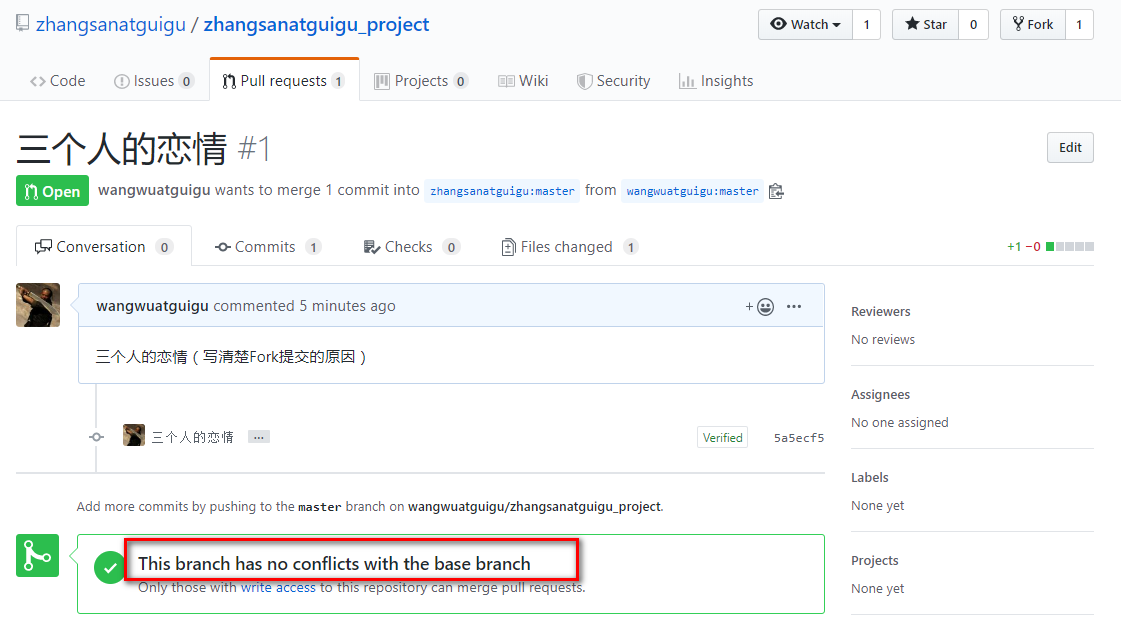 zhangsanatguigu / zhangsanatguigu_project
Watch 1 Star 0 Fork 1
Code Issues 0 Pull requests 1 Projects 0 Wiki Security Insights
三个人的恋情 #1
Edit
Open wangwuatguigu wants to merge 1 commit into zhangsanatguigu:master from wangwuatguigu:master
Conversation 0 Commits 1 Checks 0 Files changed 1 +1 −0
wangwuatguigu commented 5 minutes ago
三个人的恋情（写清楚Fork提交的原因）
三个人的恋情 … Verified 5a5ecf5
Add more commits by pushing to the master branch on wangwuatguigu/zhangsanatguigu_project.
This branch has no conflicts with the base branch
Only those with write access to this repository can merge pull requests.
Reviewers
No reviews
Assignees
No one assigned
Labels
None yet
Projects
None yet